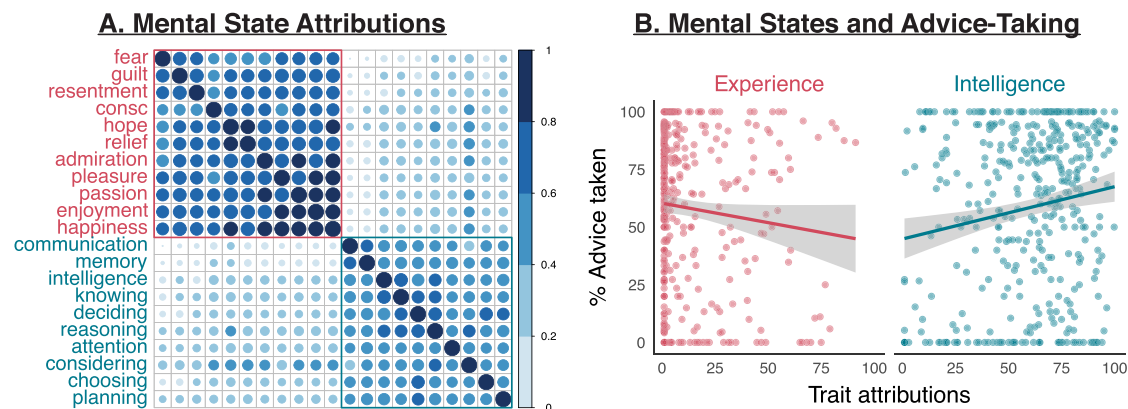 A. Mental State Attributions
fear
guilt
resentment
consc
hope
relief
admiration
pleasure
passion
enjoyment
happiness
communication
memory
intelligence
knowing
deciding
reasoning
attention
considering
choosing
planning
1
0.8
0.6
0.4
0.2
0
B. Mental States and Advice-Taking
Experience Intelligence
% Advice taken
100
75
50
25
0
0 25 50 75 100 0 25 50 75 100
Trait attributions